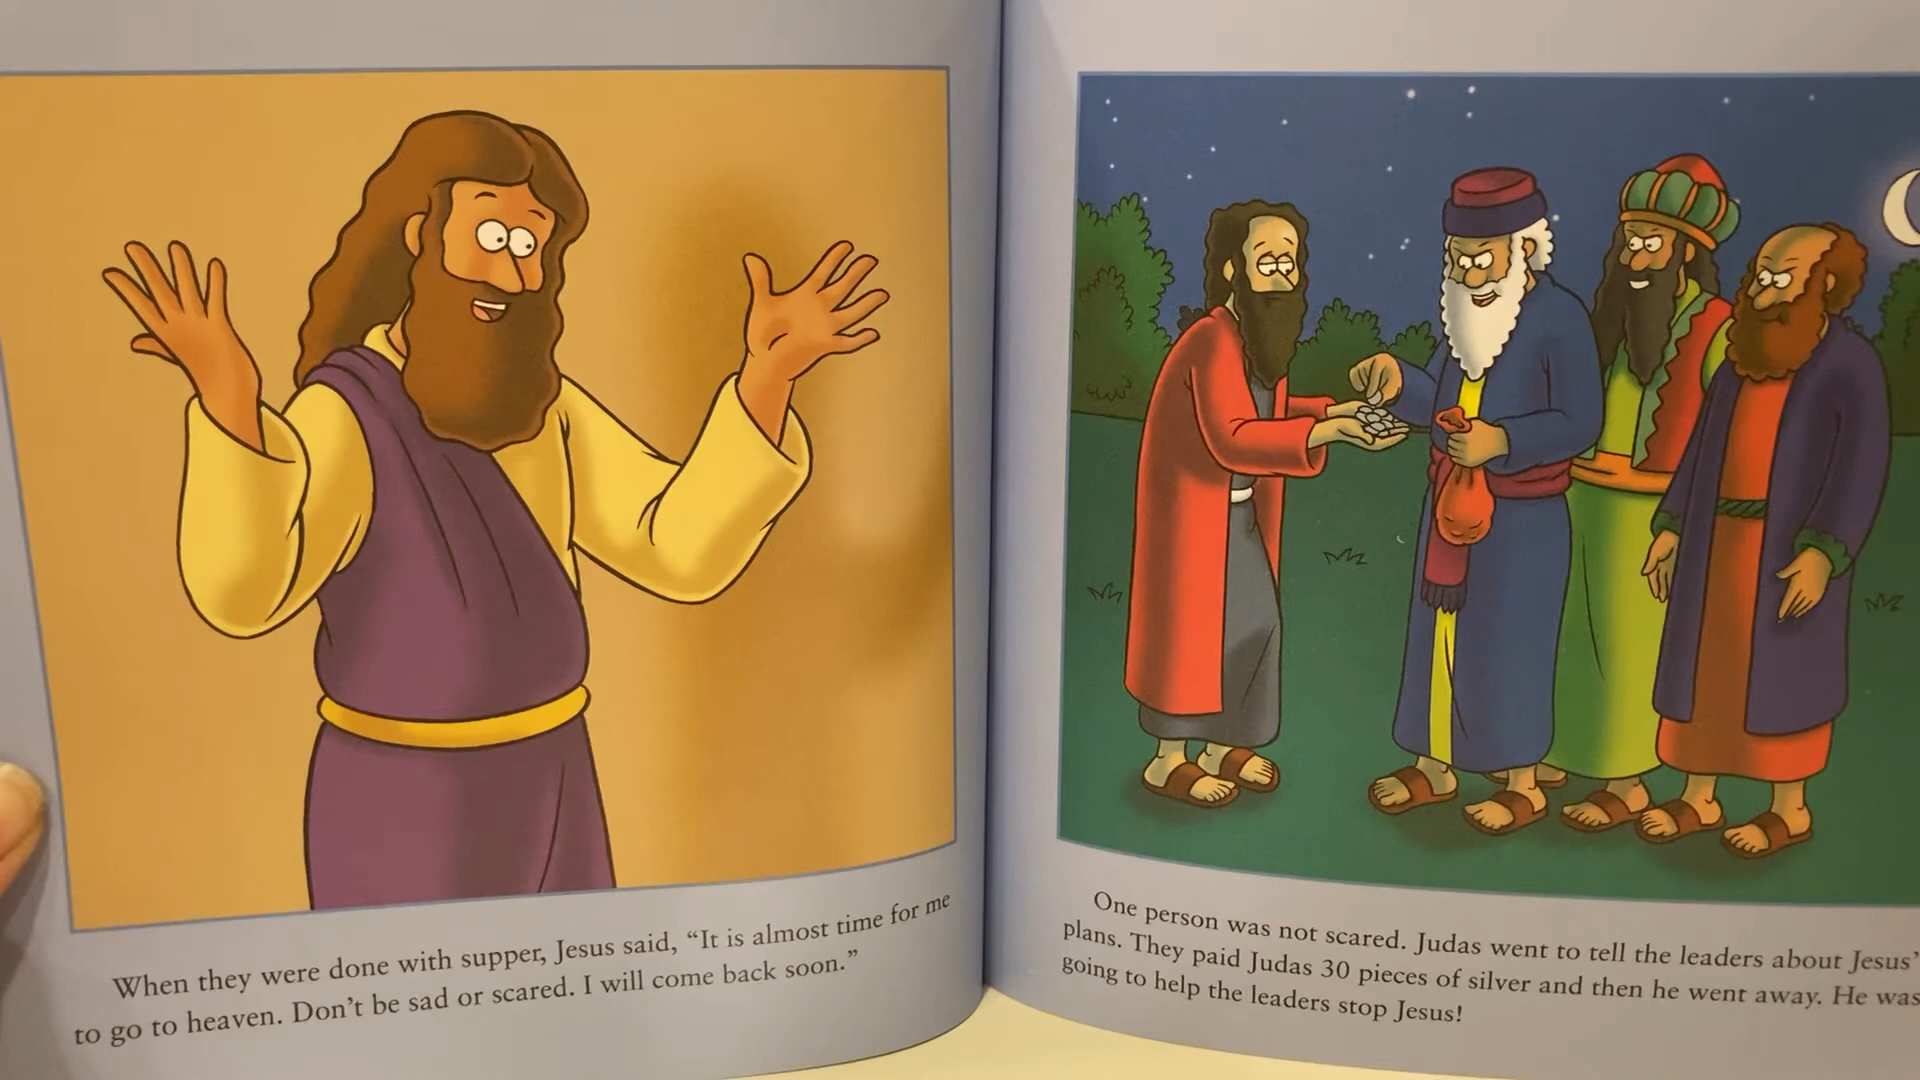 When they were done with supper, Jesus said, “It is almost time for me
to go to heaven. Don’t be sad or scared. I will come back soon.”
One person was not scared. Judas went to tell the leaders about Jesus’
plans. They paid Judas 30 pieces of silver and then he went away. He was
going to help the leaders stop Jesus!